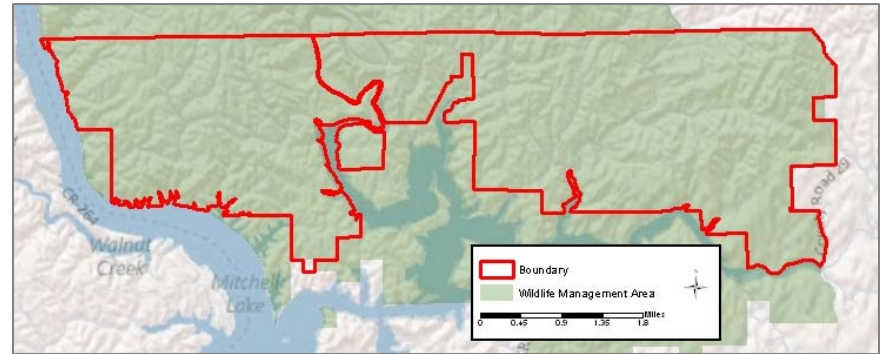 CR-264
Walnut
Creek
Mitchell
Lake
Road 29
Boundary
Wildlife Management Area
N
Miles
0 0.45 0.9 1.35 1.8